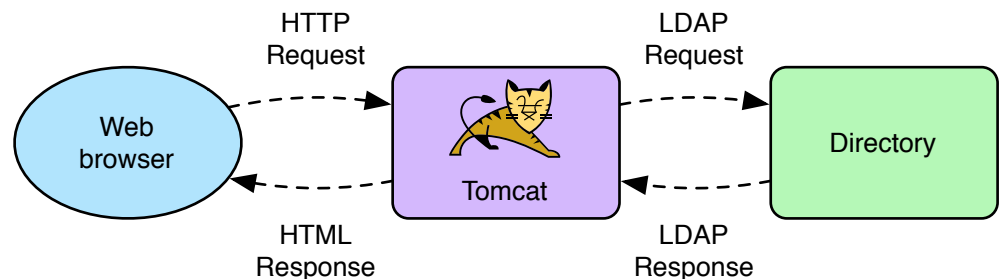 HTTP
Request
LDAP
Request
Web
browser
Tomcat
Directory
HTML
Response
LDAP
Response